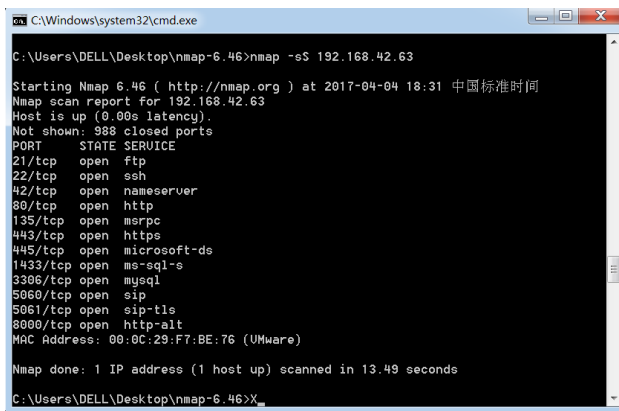 C:\Windows\system32\cmd.exe
C:\Users\DELL\Desktop\nmap-6.46>nmap -sS 192.168.42.63
Starting Nmap 6.46 ( http://nmap.org ) at 2017-04-04 18:31 中国标准时间
Nmap scan report for 192.168.42.63
Host is up (0.00s latency).
Not shown: 988 closed ports
PORT     STATE SERVICE
21/tcp   open  ftp
22/tcp   open  ssh
42/tcp   open  nameserver
80/tcp   open  http
135/tcp  open  msrpc
443/tcp  open  https
445/tcp  open  microsoft-ds
1433/tcp open  ms-sql-s
3306/tcp open  mysql
5060/tcp open  sip
5061/tcp open  sip-tls
8000/tcp open  http-alt
MAC Address: 00:0C:29:F7:BE:76 (VMware)
Nmap done: 1 IP address (1 host up) scanned in 13.49 seconds
C:\Users\DELL\Desktop\nmap-6.46>X_